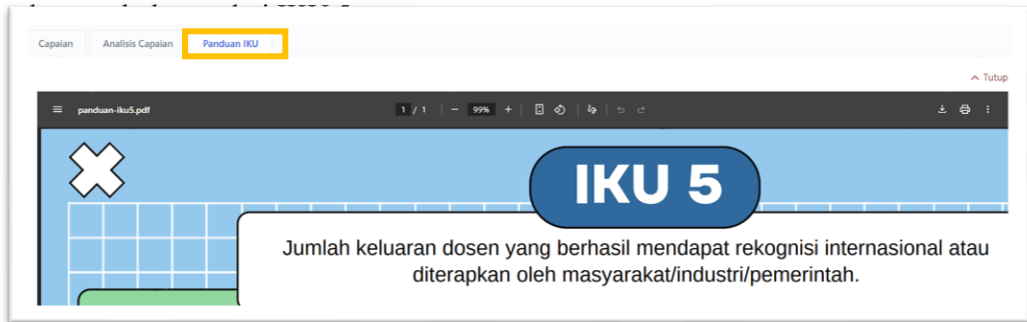 Capaian Analisis Capaian Panduan IKU
Tutup
panduan-iku5.pdf 1 / 1 99%
IKU 5
Jumlah keluaran dosen yang berhasil mendapat rekognisi internasional atau
diterapkan oleh masyarakat/industri/pemerintah.